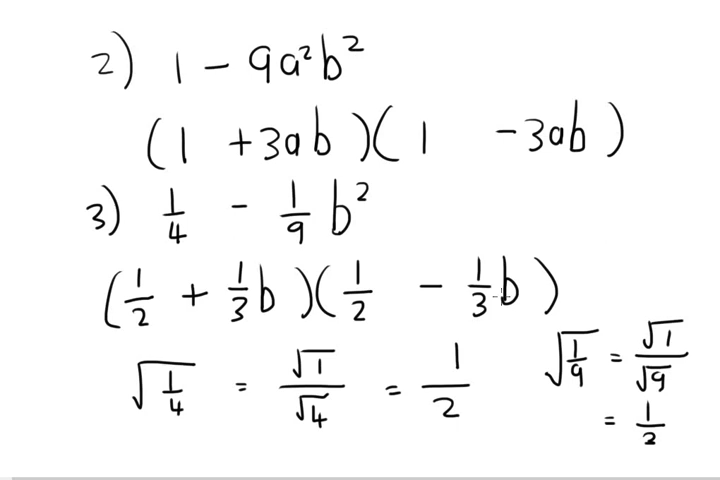 2) 1 - 9a²b²
(1 + 3ab)(1 - 3ab)
3) 1/4 - 1/9 b²
(1/2 + 1/3 b)(1/2 - 1/3 b)
√(1/4) = √1/√4 = 1/2
√(1/9) = √1/√9
= 1/2